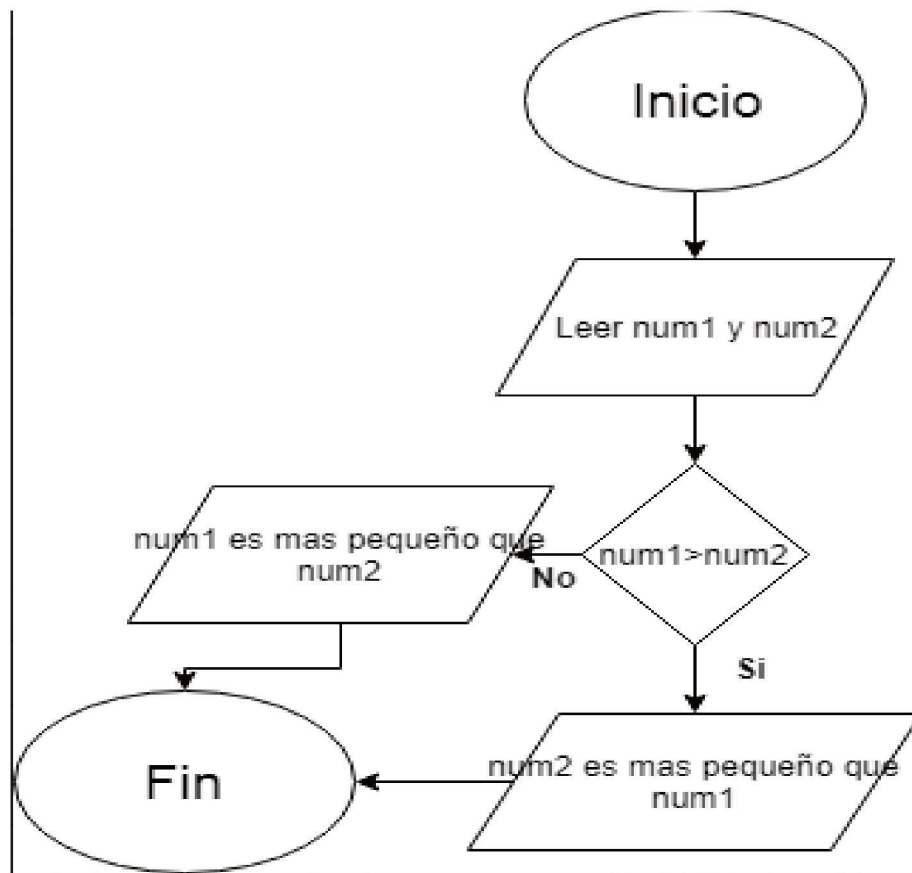 Inicio
Leer num1 y num2
num1>num2
No
num1 es mas pequeño que
num2
Si
num2 es mas pequeño que
num1
Fin